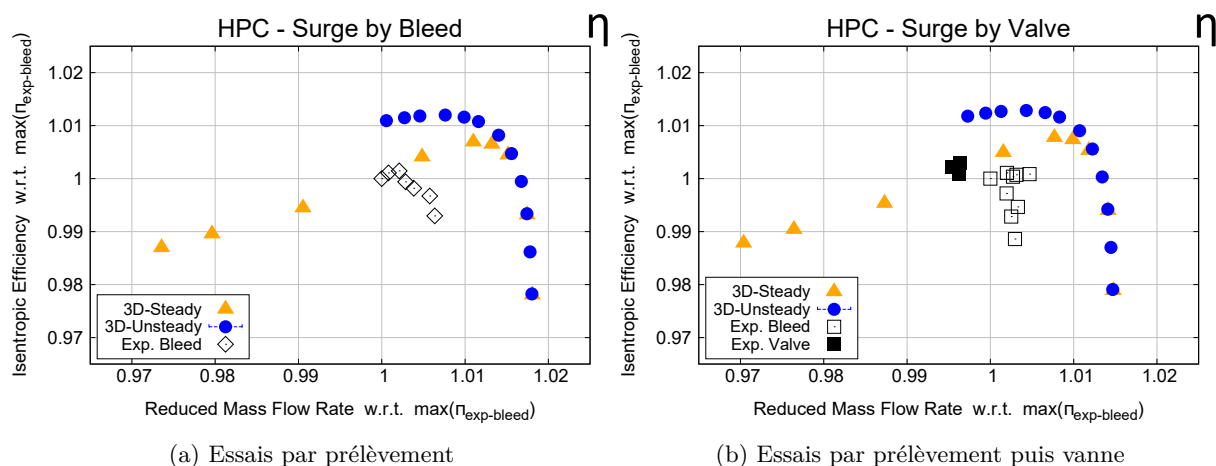 HPC - Surge by Bleed
η
Isentropic Efficiency w.r.t. max(Π_exp-bleed)
1.02
1.01
1
0.99
0.98
0.97
3D-Steady
3D-Unsteady
Exp. Bleed
0.97 0.98 0.99 1 1.01 1.02
Reduced Mass Flow Rate w.r.t. max(Π_exp-bleed)
(a) Essais par prélèvement
HPC - Surge by Valve
η
Isentropic Efficiency w.r.t. max(Π_exp-bleed)
1.02
1.01
1
0.99
0.98
0.97
3D-Steady
3D-Unsteady
Exp. Bleed
Exp. Valve
0.97 0.98 0.99 1 1.01 1.02
Reduced Mass Flow Rate w.r.t. max(Π_exp-bleed)
(b) Essais par prélèvement puis vanne